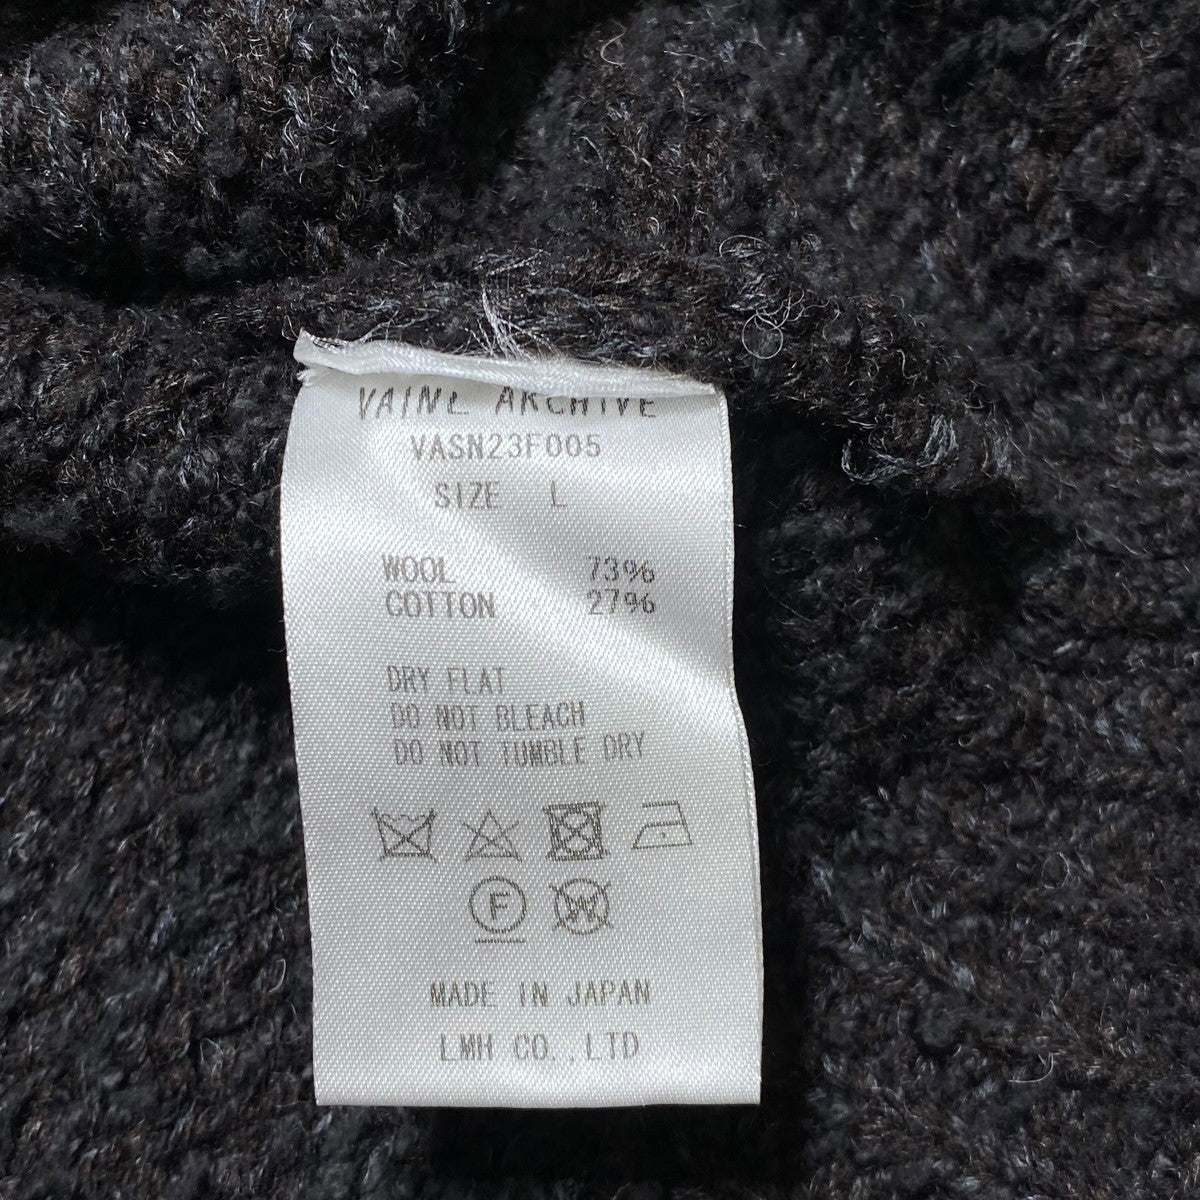 VAINL ARCHIVE
VASN23F005
SIZE L
WOOL 73%
COTTON 27%
DRY FLAT
DO NOT BLEACH
DO NOT TUMBLE DRY
F W
MADE IN JAPAN
LMH CO.,LTD